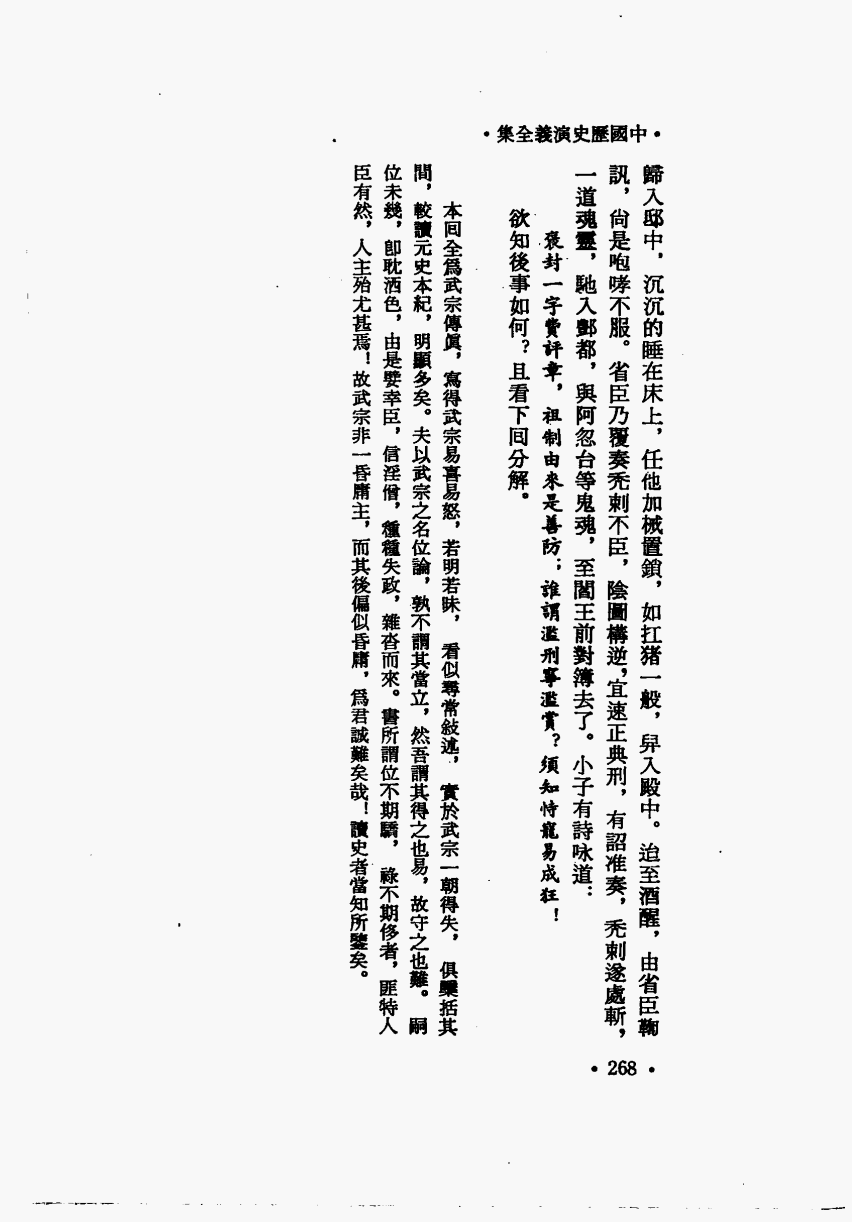 •中國歷史演義全集•
歸入邸中，沉沉的睡在床上，任他加械置鎖，如扛猪一般，舁入殿中。迨至酒醒，由省臣鞫
訊，尙是咆哮不服。省臣乃覆奏禿剌不臣，陰圖構逆，宜速正典刑，有詔准奏，禿剌遂處斬，
一道魂靈，馳入酆都，與阿忽台等鬼魂，至閻王前對簿去了。小子有詩咏道：
褒封一字費評章，祖制由來是善防；誰謂濫刑寧濫賞？須知恃寵易成狂！
欲知後事如何？且看下回分解。
本回全爲武宗傳眞，寫得武宗易喜易怒，若明若昧，看似尋常敍述，實於武宗一朝得失，俱櫽括其
間，較讀元史本紀，明顯多矣。夫以武宗之名位論，孰不謂其當立，然吾謂其得之也易，故守之也難。嗣
位未幾，卽耽酒色，由是嬖幸臣，信淫僧，種種失政，雜沓而來。書所謂位不期驕，祿不期侈者，匪特人
臣有然，人主殆尤甚焉！故武宗非一昏庸主，而其後偏似昏庸，爲君誠難矣哉！讀史者當知所鑒矣。
•268•